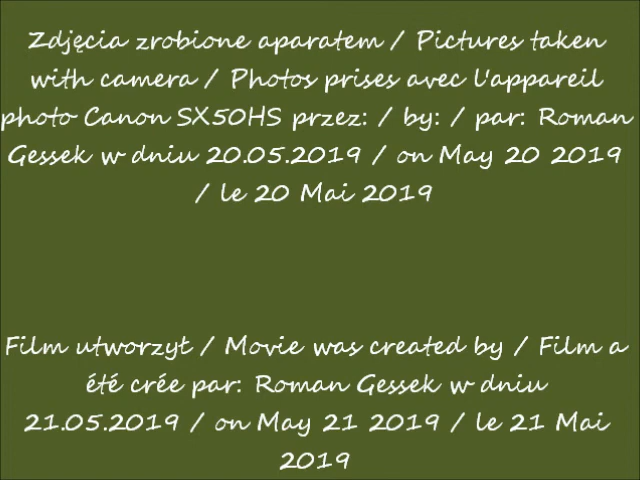 Zdjęcia zrobione aparatem / Pictures taken
with camera / Photos prises avec l'appareil
photo Canon SX50HS przez: / by: / par: Roman
Gessek w dniu 20.05.2019 / on May 20 2019
/ le 20 Mai 2019
Film utworzył / Movie was created by / Film a
été crée par: Roman Gessek w dniu
21.05.2019 / on May 21 2019 / le 21 Mai
2019